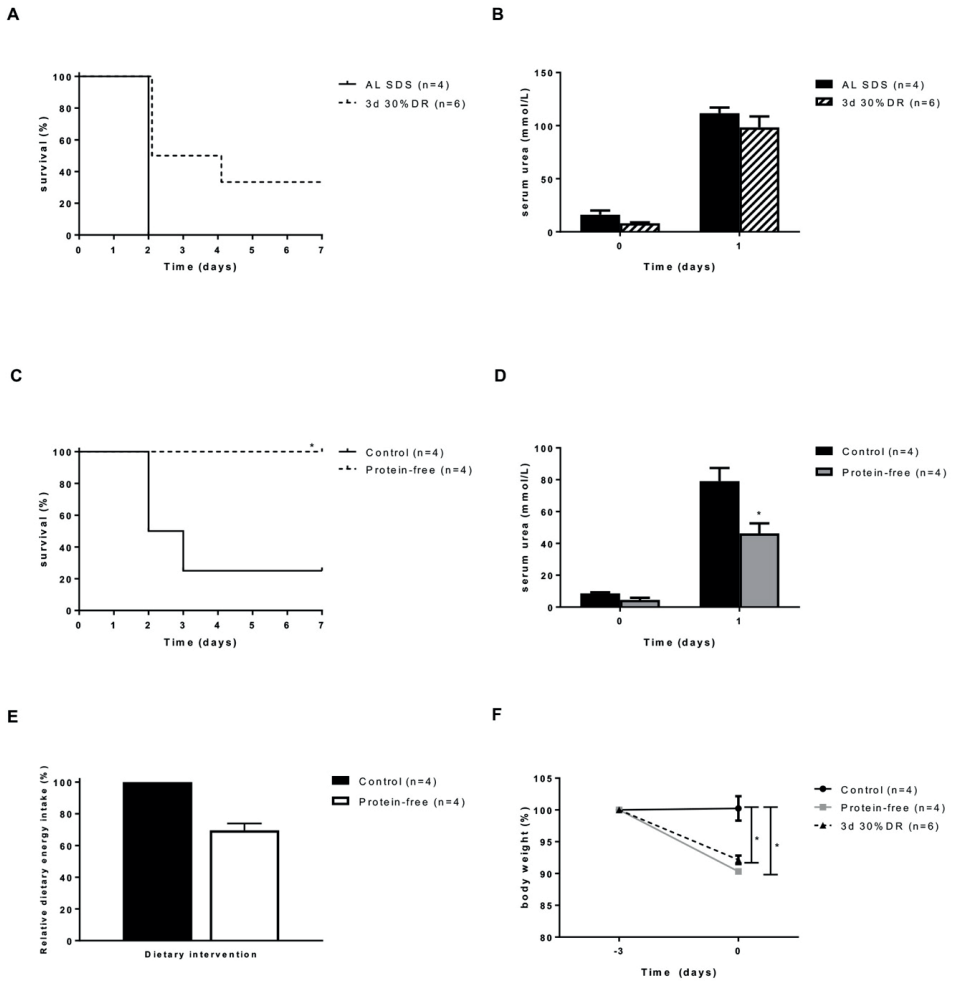 A
100
80
60
40
20
0
survival (%)
0 1 2 3 4 5 6 7
Time (days)
AL SDS (n=4)
3d 30%DR (n=6)
B
150
100
50
0
serum urea (mmol/L)
0 1
Time (days)
AL SDS (n=4)
3d 30%DR (n=6)
C
100
80
60
40
20
0
survival (%)
*
0 1 2 3 4 5 6 7
Time (days)
Control (n=4)
Protein-free (n=4)
D
100
80
60
40
20
0
serum urea (mmol/L)
*
0 1
Time (days)
Control (n=4)
Protein-free (n=4)
E
100
80
60
40
20
0
Relative dietary energy intake (%)
Dietary intervention
Control (n=4)
Protein-free (n=4)
F
105
100
95
90
85
80
body weight (%)
* *
-3 0
Time (days)
Control (n=4)
Protein-free (n=4)
3d 30%DR (n=6)